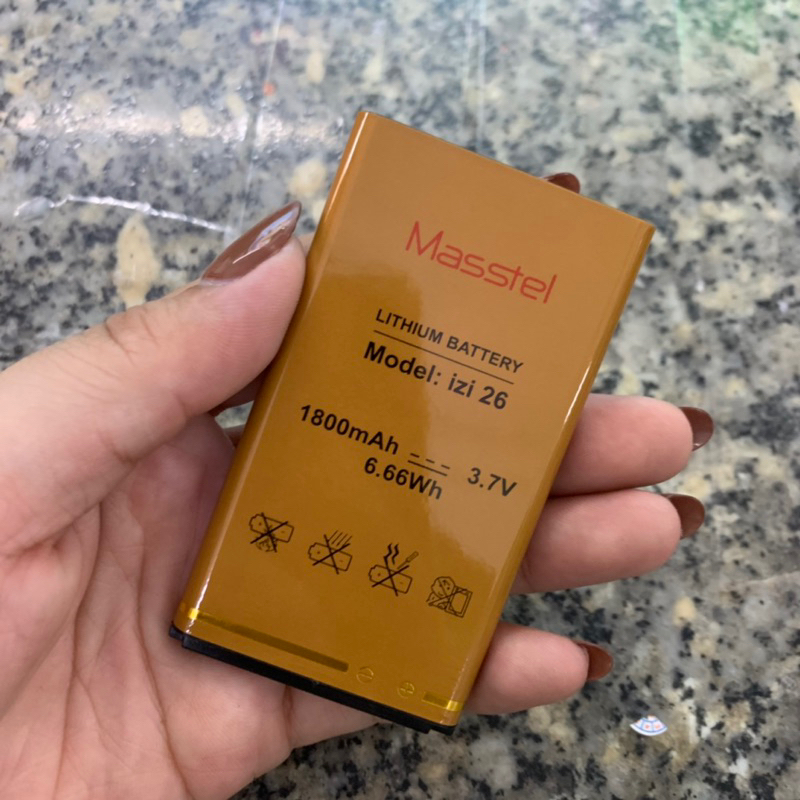 Masstel
LITHIUM BATTERY
Model: izi 26
1800mAh
6.66Wh
3.7V